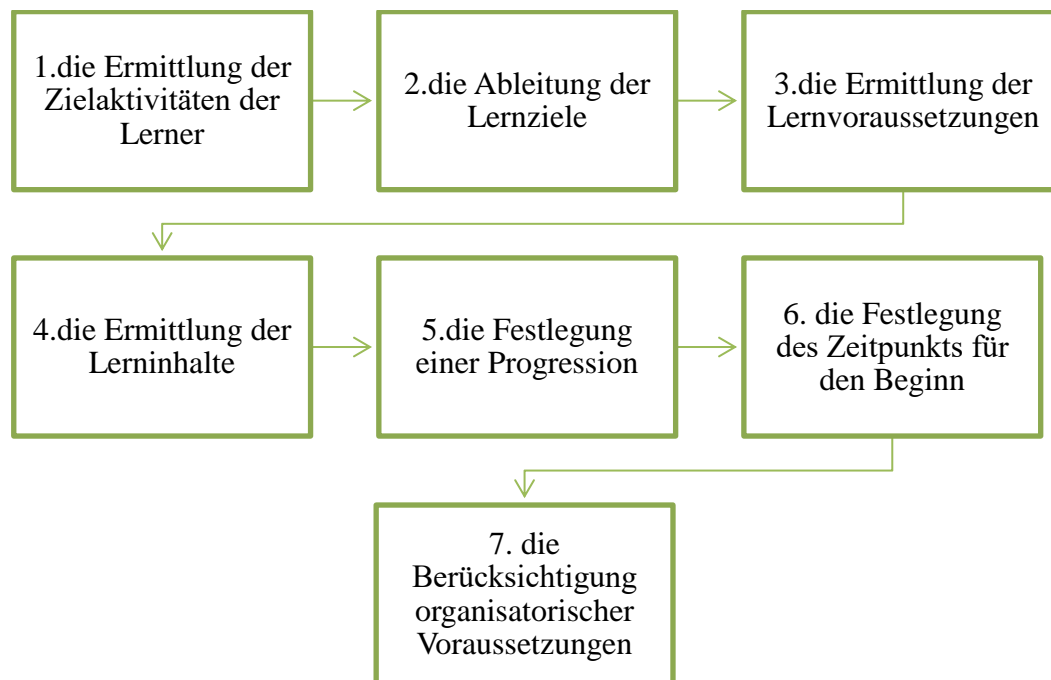 1.die Ermittlung der
Zielaktivitäten der
Lerner
2.die Ableitung der
Lernziele
3.die Ermittlung der
Lernvoraussetzungen
4.die Ermittlung der
Lerninhalte
5.die Festlegung
einer Progression
6. die Festlegung
des Zeitpunkts für
den Beginn
7. die
Berücksichtigung
organisatorischer
Voraussetzungen